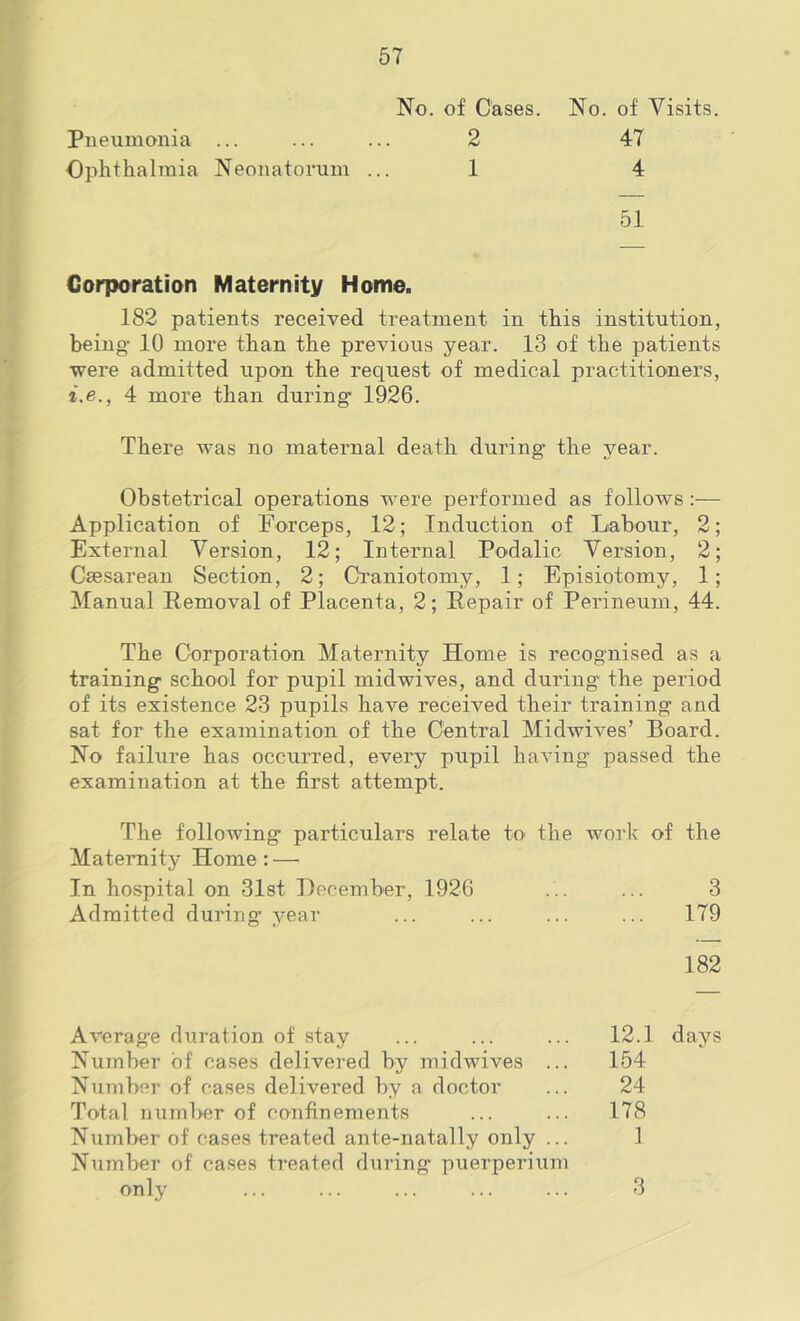 57
No. of Cases. No. of Visits.
Pneumonia ... ... ... 2 47
Ophthalmia Neonatorum ... 1 4
51
Corporation Maternity Home.
182 patients received treatment in this institution,
being 10 more than the previous year. 13 of the patients
were admitted upon the request of medical practitioners,
i.e., 4 more than during 1926.
There was no maternal death during the year.
Obstetrical operations were performed as follows:—
Application of Forceps, 12; Induction of Labour, 2;
External Version, 12; Internal Podalic Version, 2;
Cæsarean Section, 2; Craniotomy, 1; Episiotomy, 1;
Manual Removal of Placenta, 2; Repair of Perineum, 44.
The Corporation Maternity Home is recognised as a
training school for pupil midwives, and during the period
of its existence 23 pupils have received their training and
sat for the examination of the Central Midwives' Board.
No failure has occurred, every pupil having passed the
examination at the first attempt.
The following particulars relate to the work of the
Maternity Home:—
In hospital on 31st December, 1926 ... ... 3
Admitted during year ... ... ... ... 179
182
Average duration of stay ... ... ... 12.1 days
Number of cases delivered by midwives ... 154
Number of cases delivered by a doctor ... 24
Total number of confinements ... ... 178
Number of cases treated ante-natally only ... 1
Number of cases treated during puerperium
only ... ... ... ... ... 3